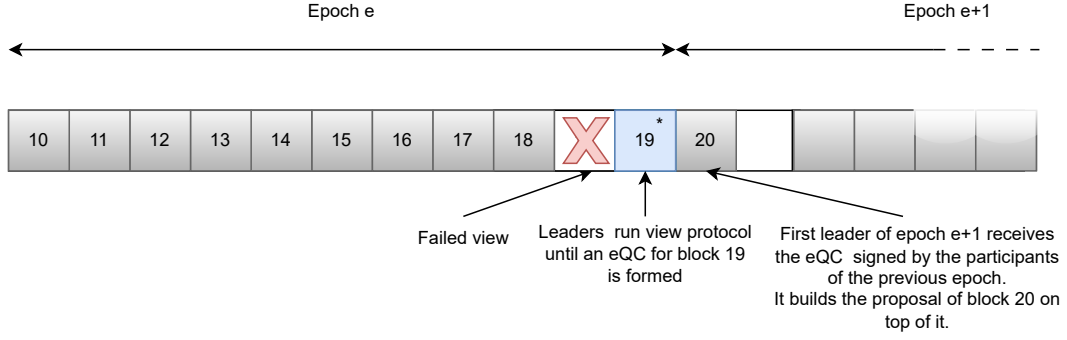 Epoch e
Epoch e+1
10 11 12 13 14 15 16 17 18 X 19 * 20
Failed view
Leaders run view protocol
until an eQC for block 19
is formed
First leader of epoch e+1 receives
the eQC signed by the participants
of the previous epoch.
It builds the proposal of block 20 on
top of it.